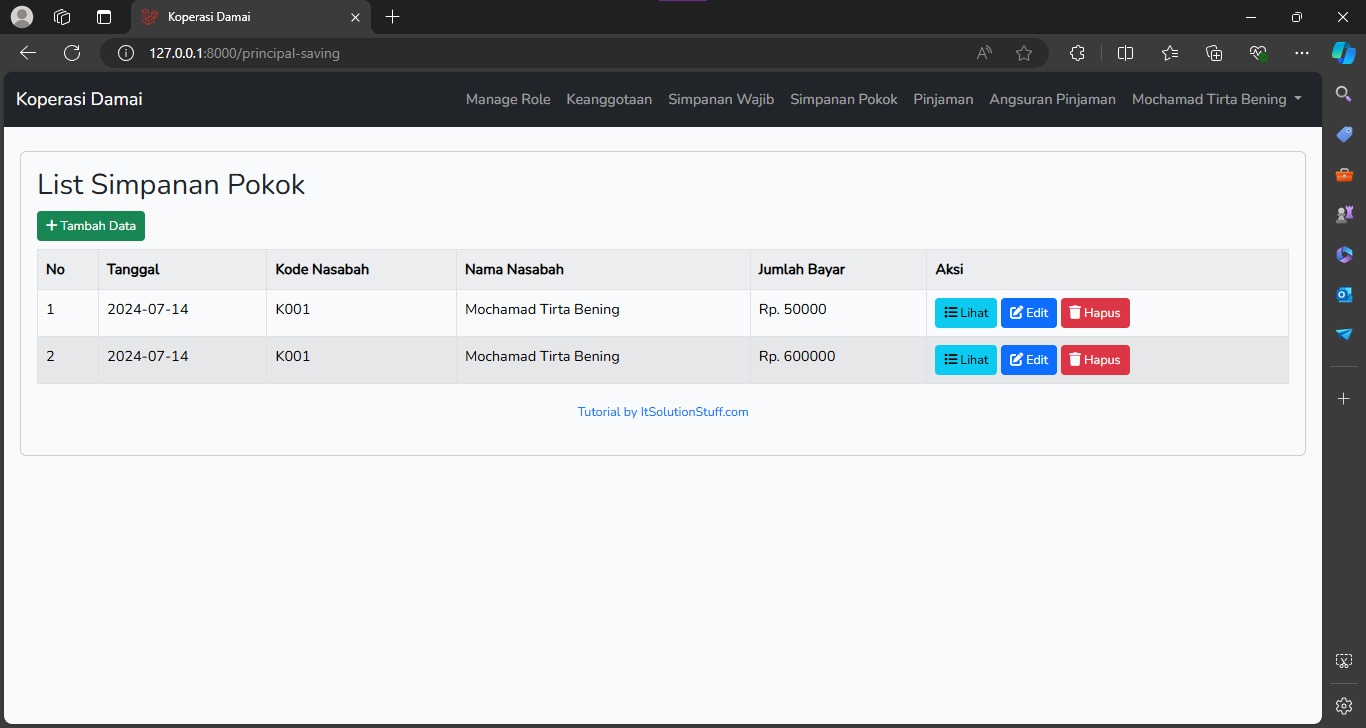 Koperasi Damai
127.0.0.1:8000/principal-saving
Koperasi Damai Manage Role Keanggotaan Simpanan Wajib Simpanan Pokok Pinjaman Angsuran Pinjaman Mochamad Tirta Bening
List Simpanan Pokok
Tambah Data
No Tanggal Kode Nasabah Nama Nasabah Jumlah Bayar Aksi
1 2024-07-14 K001 Mochamad Tirta Bening Rp. 50000 Lihat Edit Hapus
2 2024-07-14 K001 Mochamad Tirta Bening Rp. 600000 Lihat Edit Hapus
Tutorial by ItSolutionStuff.com